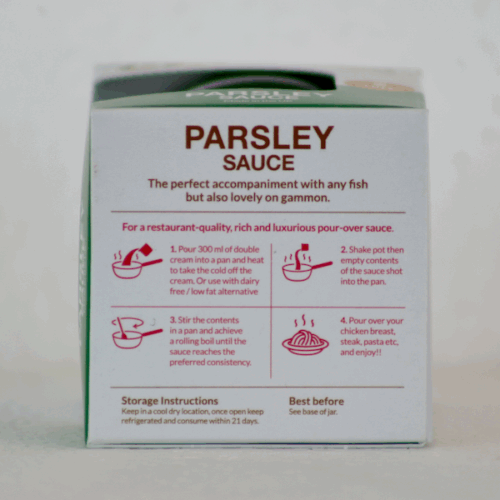 PARSLEY
SAUCE
PARSLEY
SAUCE
The perfect accompaniment with any fish
but also lovely on gammon.
For a restaurant-quality, rich and luxurious pour-over sauce.
1. Pour 300 ml of double
cream into a pan and heat
to take the cold off the
cream. Or use with dairy
free / low fat alternative
2. Shake pot then
empty contents
of the sauce shot
into the pan.
3. Stir the contents
in a pan and achieve
a rolling boil until the
sauce reaches the
preferred consistency.
4. Pour over your
chicken breast,
steak, pasta etc,
and enjoy!!
Storage Instructions
Keep in a cool dry location, once open keep
refrigerated and consume within 21 days.
Best before
See base of jar.